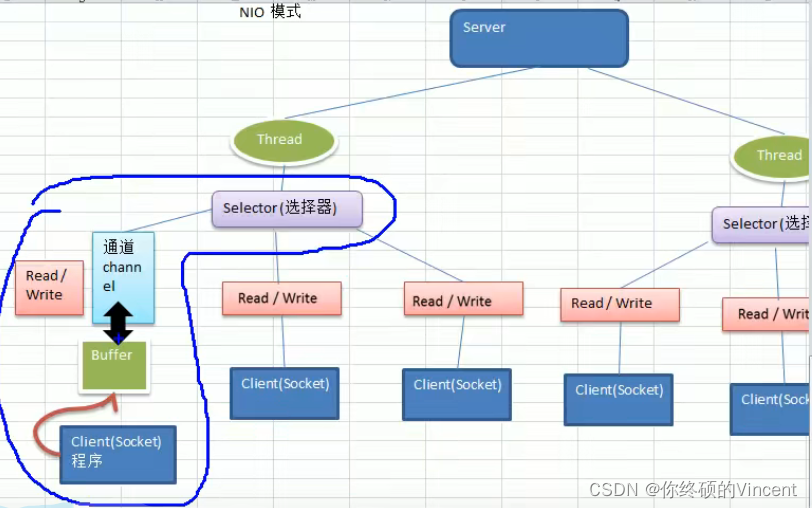 NIO 模式
Server
Thread
Thread
Selector(选择器)
Selector(选择
通道
chann
el
Read /
Write
Read / Write
Read / Write
Read / Write
Read / Writ
Buffer
Client(Socket)
Client(Socket)
Client(Socket)
Client(Sock
Client(Socket)
程序
CSDN @你终硕的Vincent